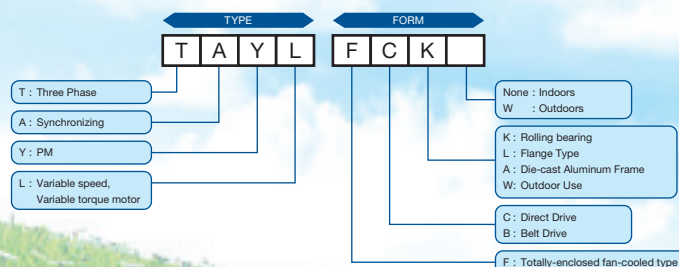 TYPE
FORM
T A Y L F C K
T : Three Phase
A : Synchronizing
Y : PM
L : Variable speed,
Variable torque motor
None : Indoors
W : Outdoors
K : Rolling bearing
L : Flange Type
A : Die-cast Aluminum Frame
W: Outdoor Use
C : Direct Drive
B : Belt Drive
F : Totally-enclosed fan-cooled type